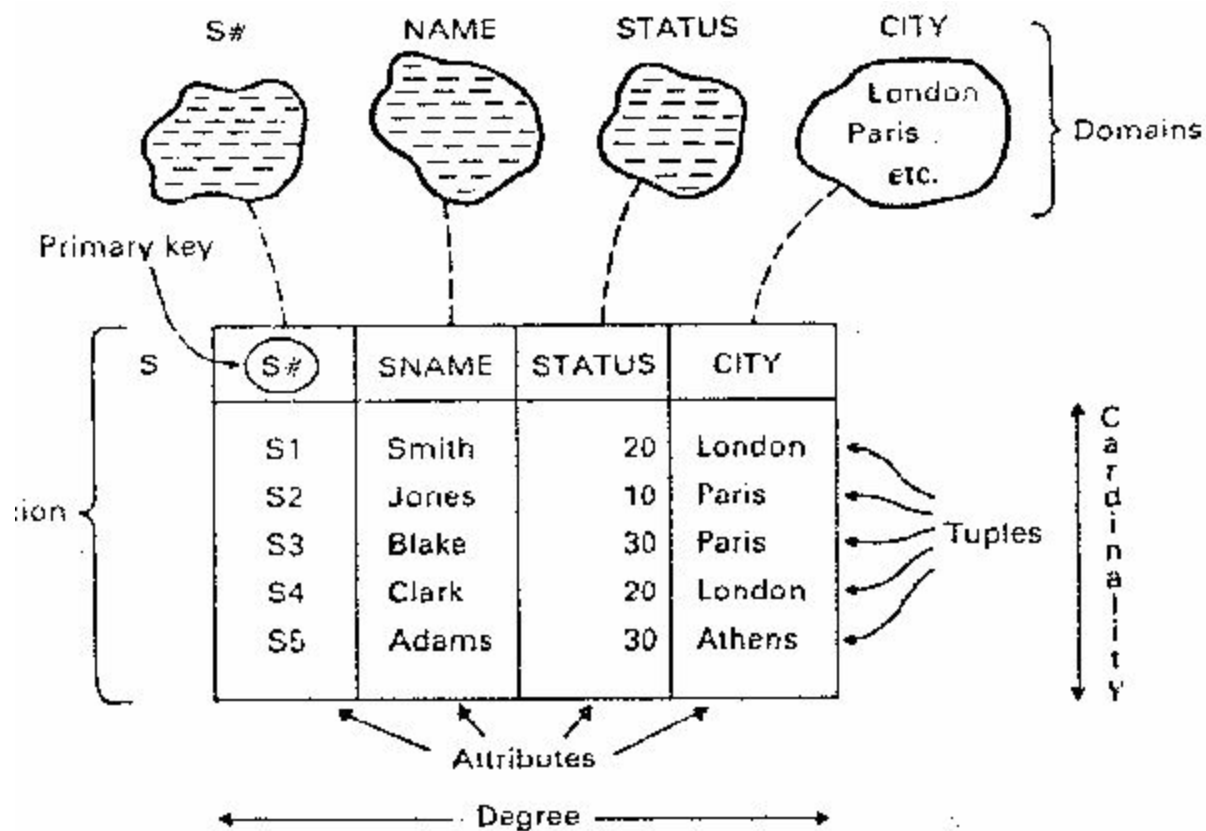 S# NAME STATUS CITY
London
Paris
etc.
Domains
Primary key
S S# SNAME STATUS CITY
S1 Smith 20 London
S2 Jones 10 Paris
S3 Blake 30 Paris
S4 Clark 20 London
S5 Adams 30 Athens
ion
Tuples
Cardinality
Attributes
Degree